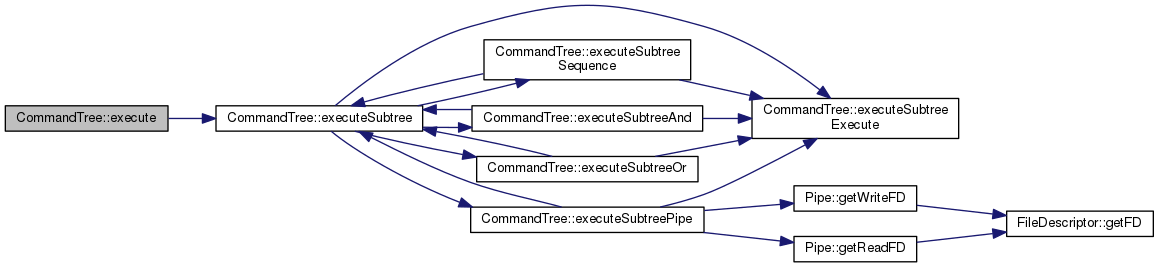 CommandTree::execute
CommandTree::executeSubtree
CommandTree::executeSubtree
Sequence
CommandTree::executeSubtreeAnd
CommandTree::executeSubtreeOr
CommandTree::executeSubtreePipe
CommandTree::executeSubtree
Execute
Pipe::getWriteFD
Pipe::getReadFD
FileDescriptor::getFD